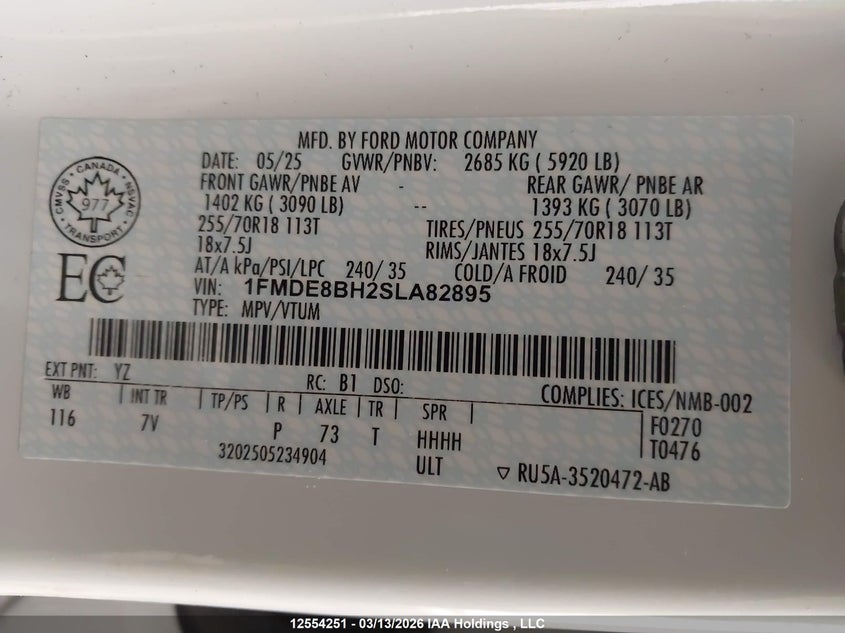 MFD. BY FORD MOTOR COMPANY
DATE: 05/25 GVWR/PNBV: 2685 KG ( 5920 LB)
FRONT GAWR/PNBE AV - REAR GAWR/ PNBE AR
1402 KG ( 3090 LB) -- 1393 KG ( 3070 LB)
255/70R18 113T TIRES/PNEUS 255/70R18 113T
18x7.5J RIMS/JANTES 18x7.5J
AT/A kPa/PSI/LPC 240/ 35 COLD/A FROID 240/ 35
VIN: 1FMDE8BH2SLA82895
TYPE: MPV/VTUM
CANADA
CMVSS NSVAC
977
TRANSPORT
EC
EXT PNT: YZ RC: B1 DSO: COMPLIES: ICES/NMB-002
WB | INT TR | TP/PS | R | AXLE | TR | SPR | F0270
116 7V P 73 T HHHH T0476
3202505234904 ULT RU5A-3520472-AB
12554251 - 03/13/2026 IAA Holdings , LLC